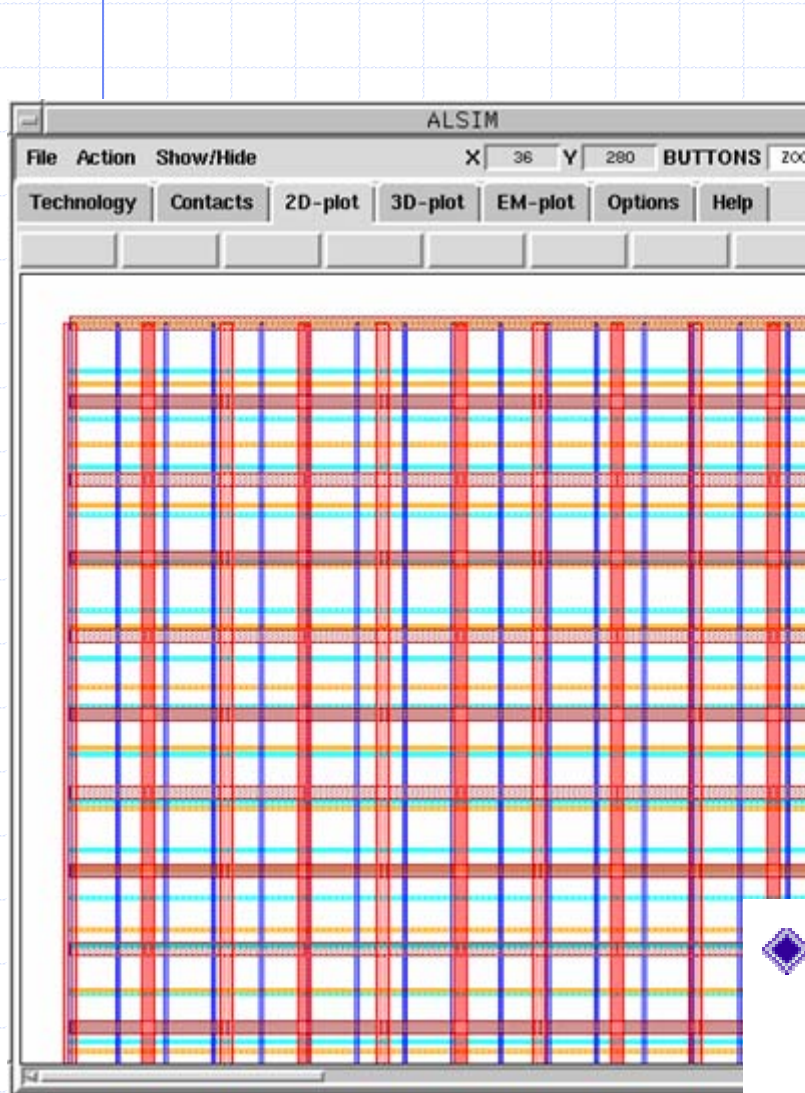 ALSIM
File Action Show/Hide X 36 Y 280 BUTTONS
Technology Contacts 2D-plot 3D-plot EM-plot Options Help